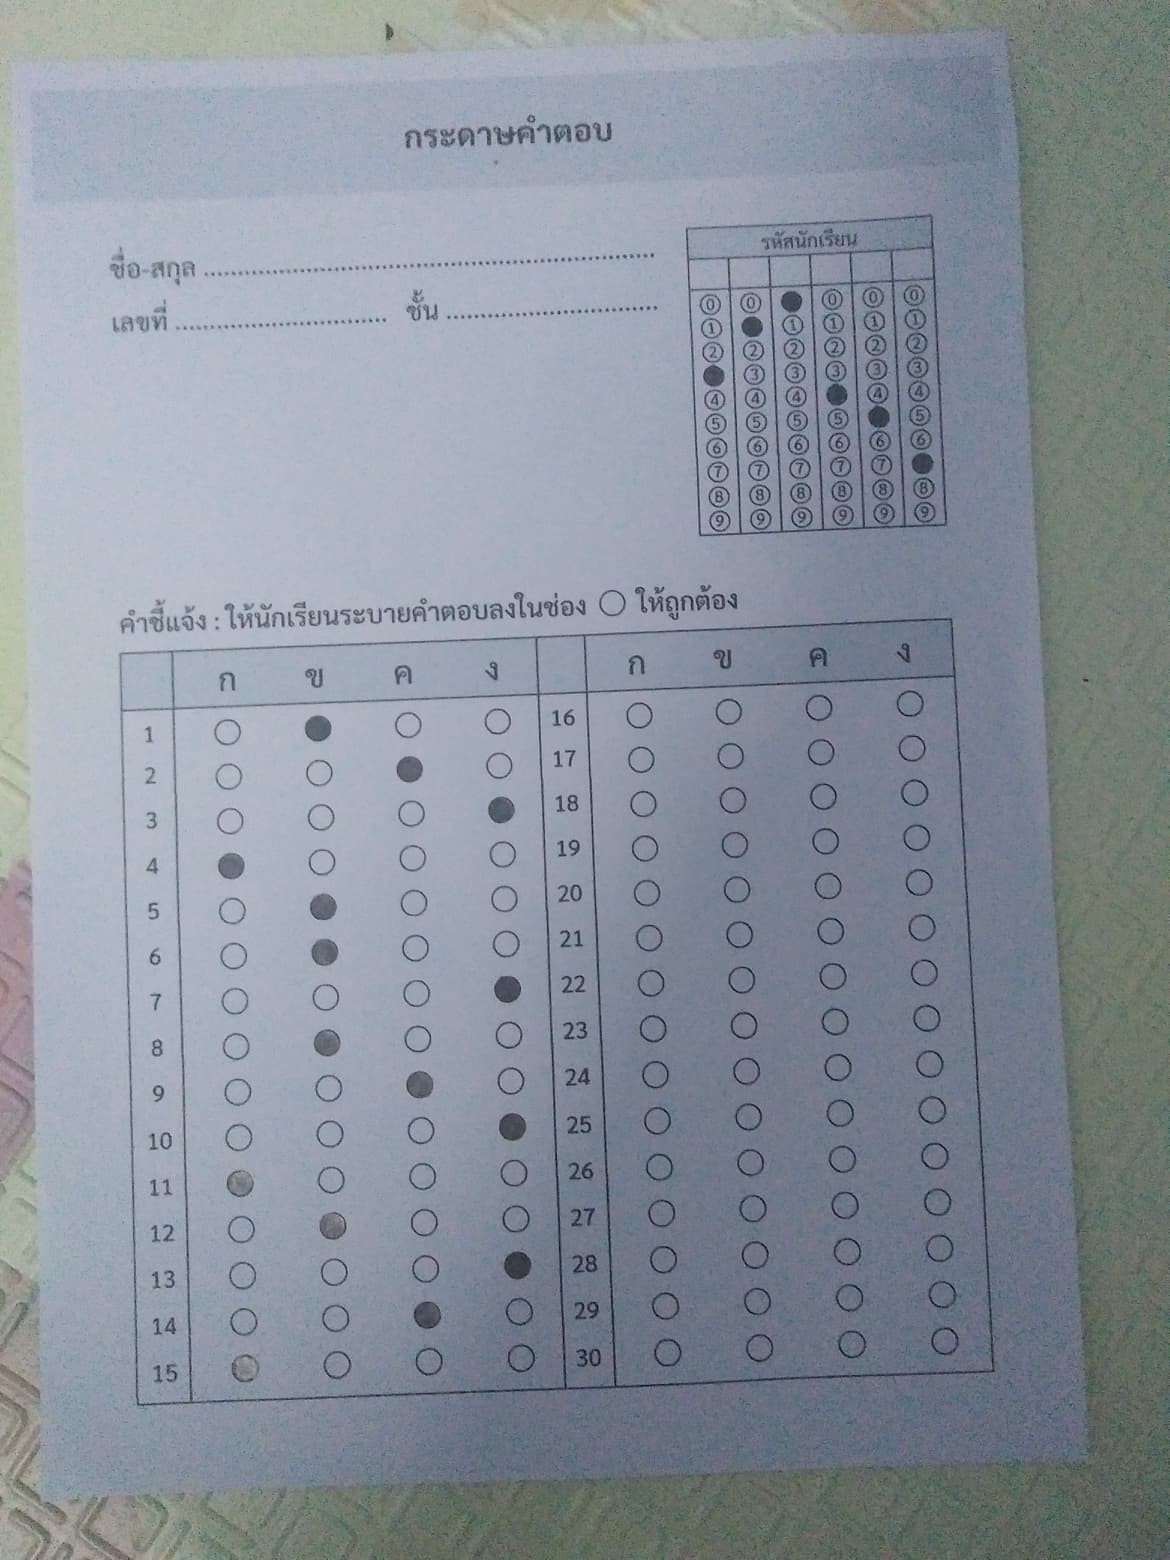 กระดาษคำตอบ
ชื่อ-สกุล ........................................................................
เลขที่ ................................. ชั้น .................................
รหัสนักเรียน
0 0 0 0 0
1 1 1 1 1
2 2 2 2 2 2
3 3 3 3 3
4 4 4 4 4
5 5 5 5 5
6 6 6 6 6 6
7 7 7 7 7
8 8 8 8 8 8
9 9 9 9 9 9
คำชี้แจ้ง : ให้นักเรียนระบายคำตอบลงในช่อง ○ ให้ถูกต้อง
ก ข ค ง ก ข ค ง
1 16
2 17
3 18
4 19
5 20
6 21
7 22
8 23
9 24
10 25
11 26
12 27
13 28
14 29
15 30